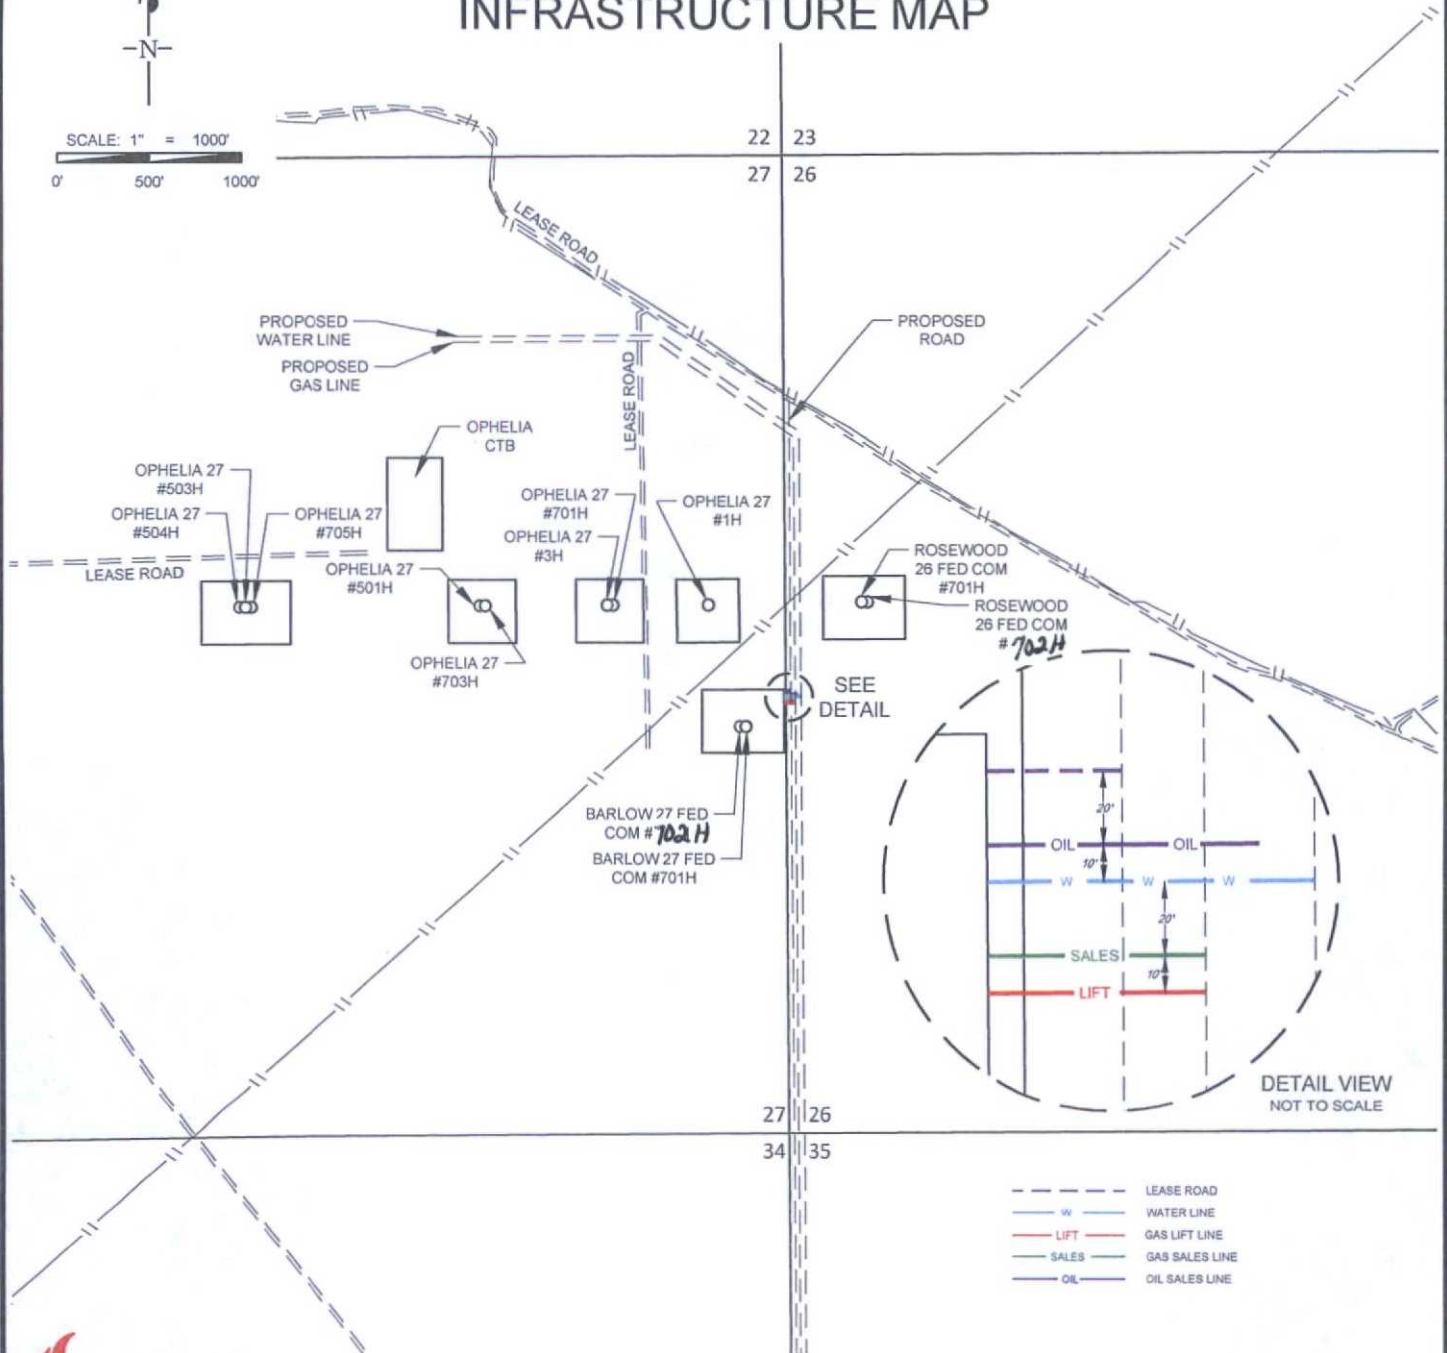 INFRASTRUCTURE MAP
N
SCALE: 1" = 1000'
0' 500' 1000'
22 23
27 26
LEASE ROAD
PROPOSED
WATER LINE
PROPOSED
GAS LINE
PROPOSED
ROAD
LEASE ROAD
OPHELIA
CTB
OPHELIA 27
#503H
OPHELIA 27
#504H
OPHELIA 27
#705H
LEASE ROAD
OPHELIA 27
#501H
OPHELIA 27
#703H
OPHELIA 27
#701H
OPHELIA 27
#3H
OPHELIA 27
#1H
ROSEWOOD
26 FED COM
#701H
ROSEWOOD
26 FED COM
#702H
SEE
DETAIL
BARLOW 27 FED
COM #702H
BARLOW 27 FED
COM #701H
20'
OIL OIL
10'
W W W
20'
SALES
10'
LIFT
DETAIL VIEW
NOT TO SCALE
27 26
34 35
LEASE ROAD
W WATER LINE
LIFT GAS LIFT LINE
SALES GAS SALES LINE
OIL OIL SALES LINE